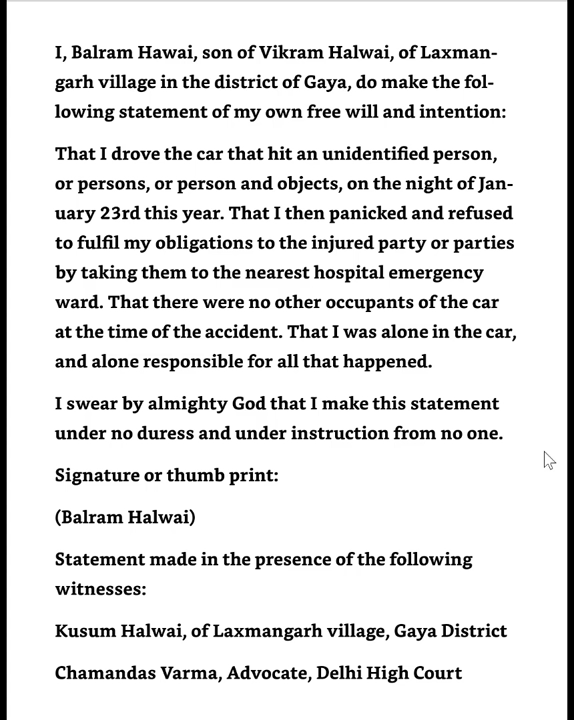 I, Balram Hawai, son of Vikram Halwai, of Laxman-
garh village in the district of Gaya, do make the fol-
lowing statement of my own free will and intention:
That I drove the car that hit an unidentified person,
or persons, or person and objects, on the night of Jan-
uary 23rd this year. That I then panicked and refused
to fulfil my obligations to the injured party or parties
by taking them to the nearest hospital emergency
ward. That there were no other occupants of the car
at the time of the accident. That I was alone in the car,
and alone responsible for all that happened.
I swear by almighty God that I make this statement
under no duress and under instruction from no one.
Signature or thumb print:
(Balram Halwai)
Statement made in the presence of the following
witnesses:
Kusum Halwai, of Laxmangarh village, Gaya District
Chamandas Varma, Advocate, Delhi High Court